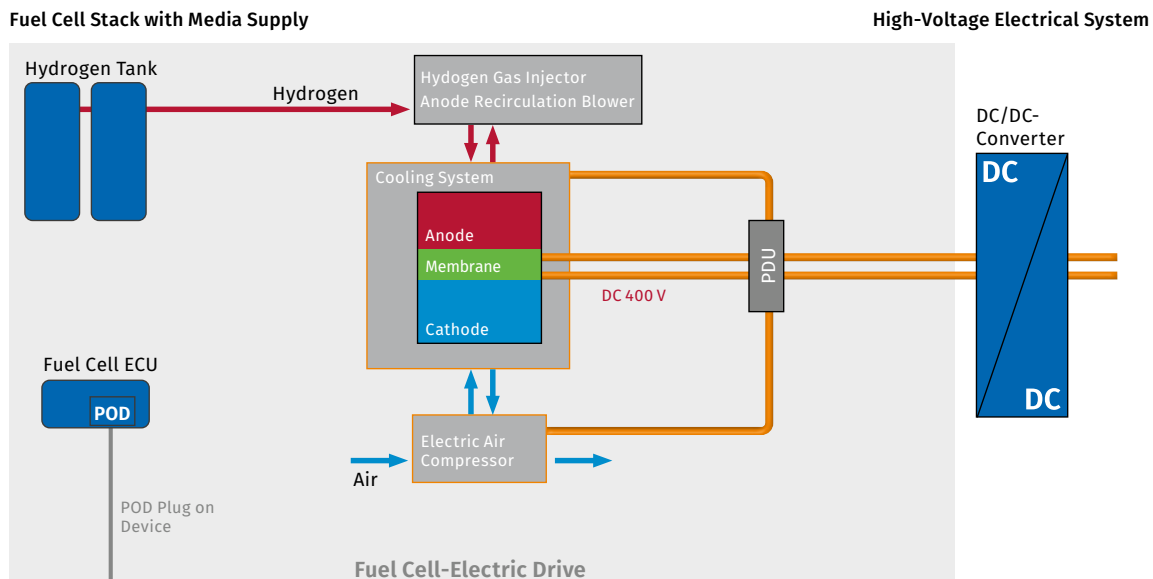 Fuel Cell Stack with Media Supply
High-Voltage Electrical System
Hydrogen Tank
Hydogen Gas Injector
Anode Recirculation Blower
Hydrogen
DC/DC-
Converter
DC
Cooling System
Anode
Membrane
PDU
DC 400 V
Cathode
Fuel Cell ECU
POD
DC
Electric Air
Compressor
Air
POD Plug on
Device
Fuel Cell-Electric Drive